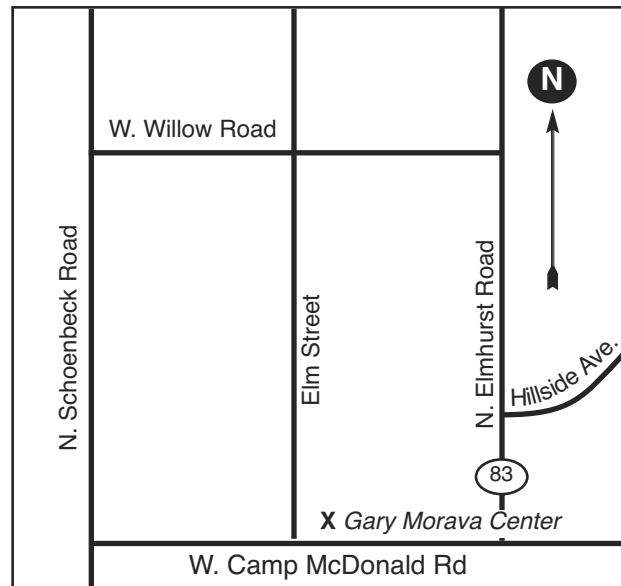 N
W. Willow Road
N. Schoenbeck Road
Elm Street
N. Elmhurst Road
Hillside Ave.
83
X Gary Morava Center
W. Camp McDonald Rd